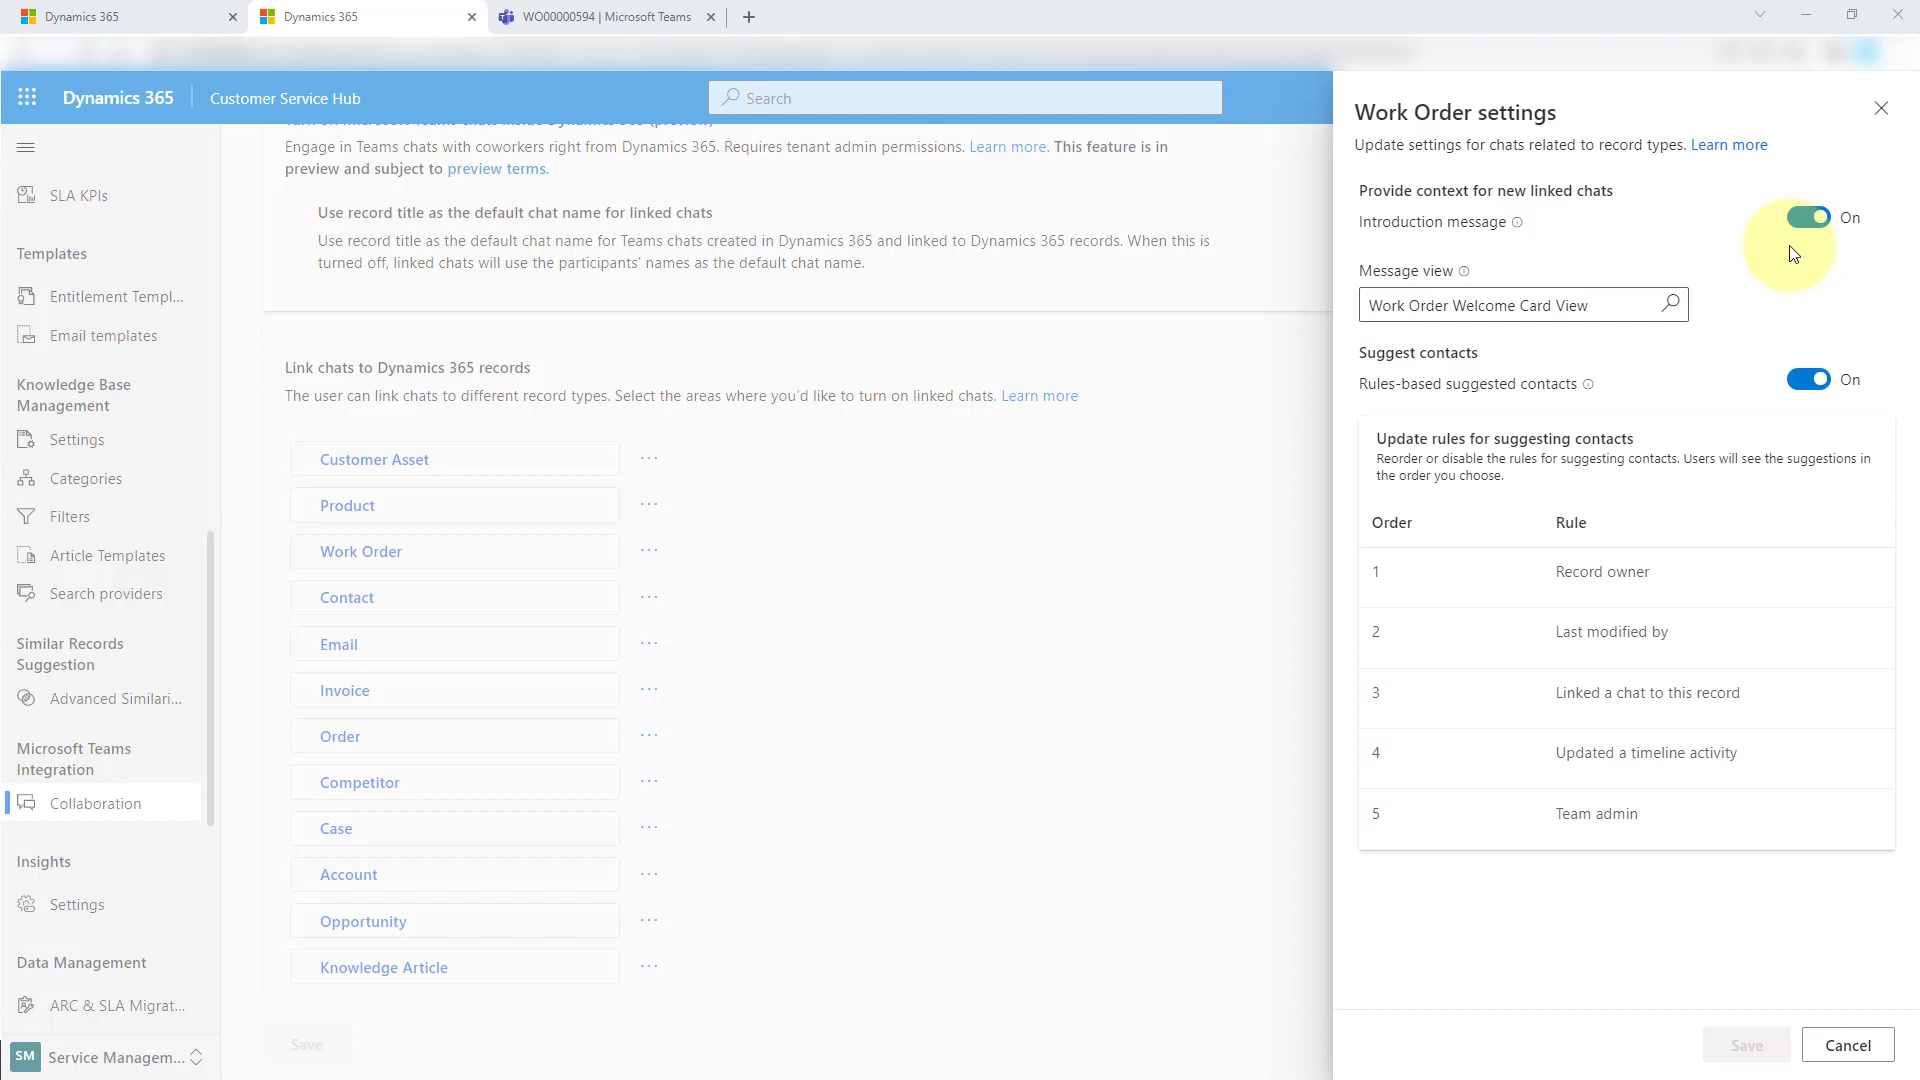 Dynamics 365
Dynamics 365
WO00000594 | Microsoft Teams
Dynamics 365
Customer Service Hub
Search
SLA KPIs
Templates
Entitlement Templ...
Email templates
Knowledge Base
Management
Settings
Categories
Filters
Article Templates
Search providers
Similar Records
Suggestion
Advanced Similari...
Microsoft Teams
Integration
Collaboration
Insights
Settings
Data Management
ARC & SLA Migrat...
SM Service Managem...
Turn on Microsoft Teams chats inside Dynamics 365 (preview)
Engage in Teams chats with coworkers right from Dynamics 365. Requires tenant admin permissions. Learn more. This feature is in
preview and subject to preview terms.
Use record title as the default chat name for linked chats
Use record title as the default chat name for Teams chats created in Dynamics 365 and linked to Dynamics 365 records. When this is
turned off, linked chats will use the participants' names as the default chat name.
Link chats to Dynamics 365 records
The user can link chats to different record types. Select the areas where you'd like to turn on linked chats. Learn more
Customer Asset
Product
Work Order
Contact
Email
Invoice
Order
Competitor
Case
Account
Opportunity
Knowledge Article
Save
Work Order settings
Update settings for chats related to record types. Learn more
Provide context for new linked chats
Introduction message
On
Message view
Work Order Welcome Card View
Suggest contacts
Rules-based suggested contacts
On
Update rules for suggesting contacts
Reorder or disable the rules for suggesting contacts. Users will see the suggestions in
the order you choose.
Order Rule
1 Record owner
2 Last modified by
3 Linked a chat to this record
4 Updated a timeline activity
5 Team admin
Save Cancel